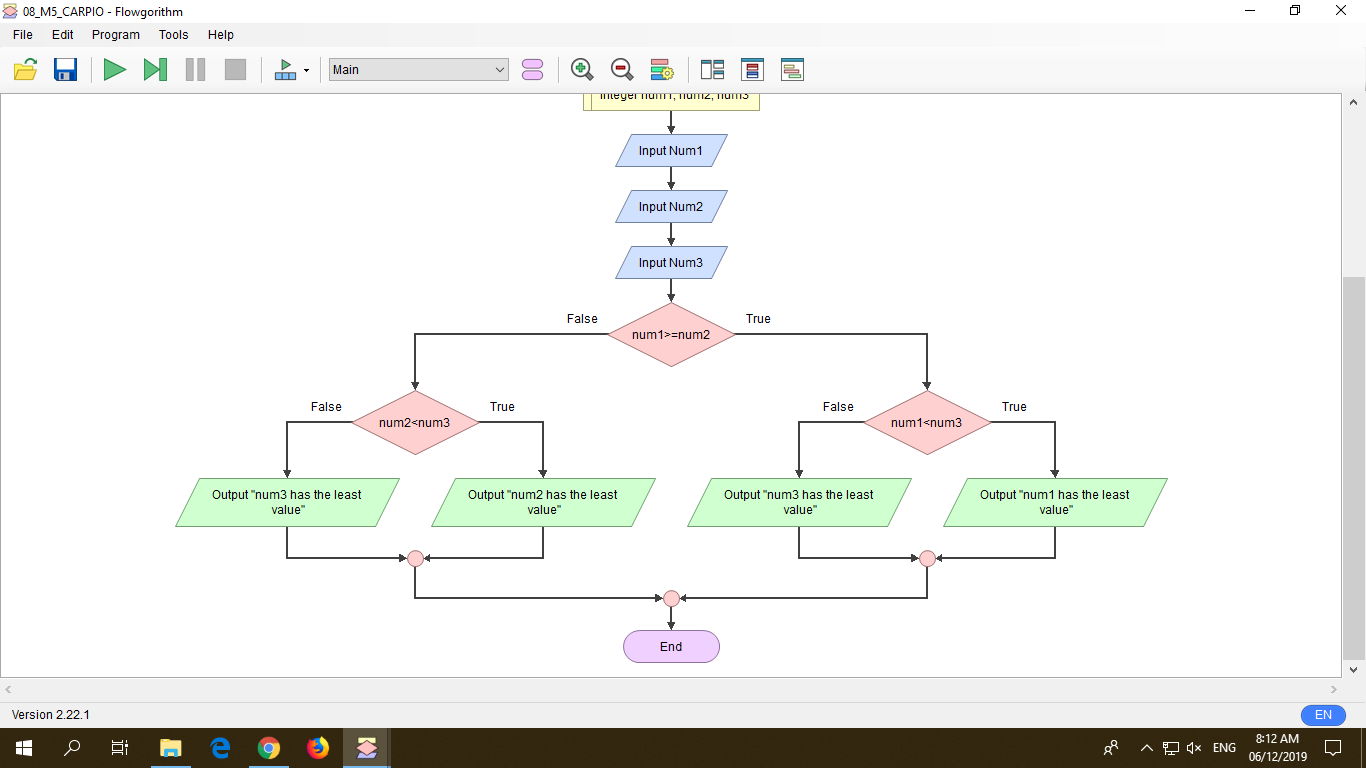 08_M5_CARPIO - Flowgorithm
File Edit Program Tools Help
Main
Integer num1, num2, num3
Input Num1
Input Num2
Input Num3
False True
num1>=num2
False True False True
num2<num3 num1<num3
Output "num3 has the least
value"
Output "num2 has the least
value"
Output "num3 has the least
value"
Output "num1 has the least
value"
End
Version 2.22.1
EN
ENG
8:12 AM
06/12/2019